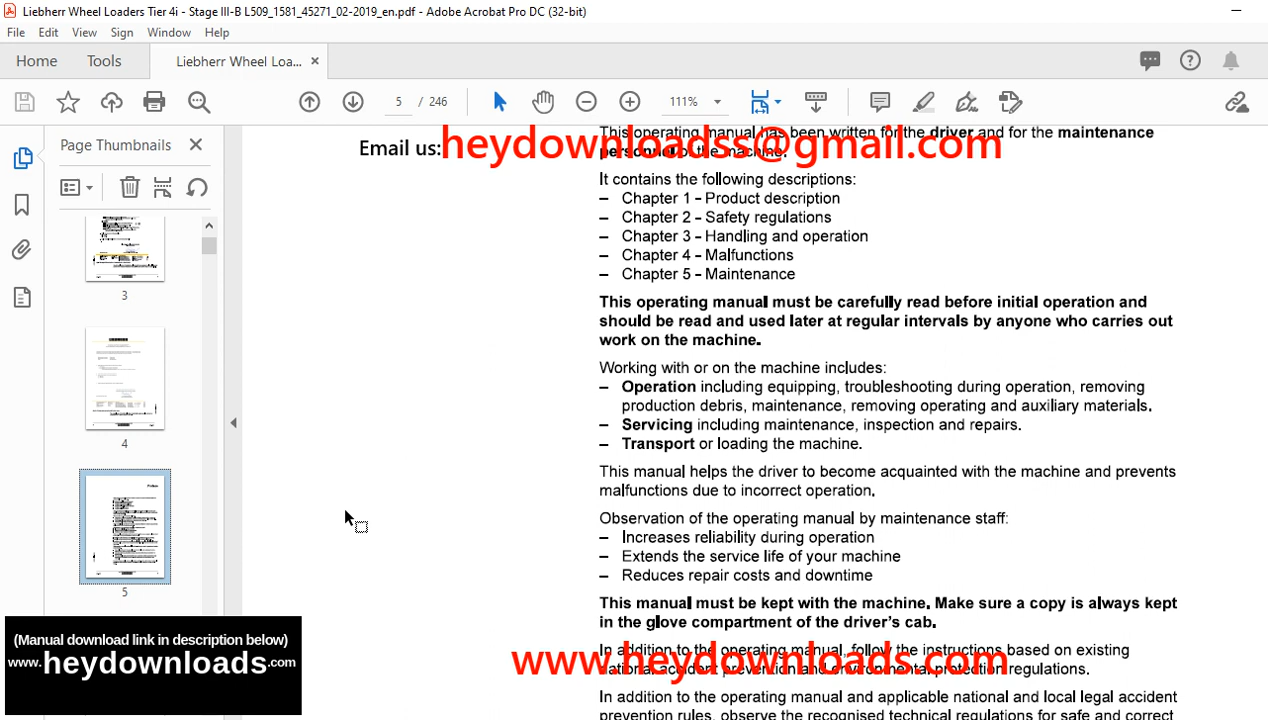 Liebherr Wheel Loaders Tier 4i - Stage III-B L509_1581_45271_02-2019_en.pdf - Adobe Acrobat Pro DC (32-bit)
File Edit View Sign Window Help
Home Tools Liebherr Wheel Loa... ×
5 / 246 111%
Page Thumbnails
3
4
5
Email us:heydownloadss@gmail.com
This operating manual has been written for the driver and for the maintenance
personnel of the machine.
It contains the following descriptions:
– Chapter 1 - Product description
– Chapter 2 - Safety regulations
– Chapter 3 - Handling and operation
– Chapter 4 - Malfunctions
– Chapter 5 - Maintenance
This operating manual must be carefully read before initial operation and
should be read and used later at regular intervals by anyone who carries out
work on the machine.
Working with or on the machine includes:
– Operation including equipping, troubleshooting during operation, removing
production debris, maintenance, removing operating and auxiliary materials.
– Servicing including maintenance, inspection and repairs.
– Transport or loading the machine.
This manual helps the driver to become acquainted with the machine and prevents
malfunctions due to incorrect operation.
Observation of the operating manual by maintenance staff:
– Increases reliability during operation
– Extends the service life of your machine
– Reduces repair costs and downtime
This manual must be kept with the machine. Make sure a copy is always kept
in the glove compartment of the driver's cab.
In addition to the operating manual, follow the instructions based on existing
national accident prevention and environmental protection regulations.
www.heydownloads.com
In addition to the operating manual and applicable national and local legal accident
prevention rules, observe the recognised technical regulations for safe and correct
(Manual download link in description below)
www.heydownloads.com